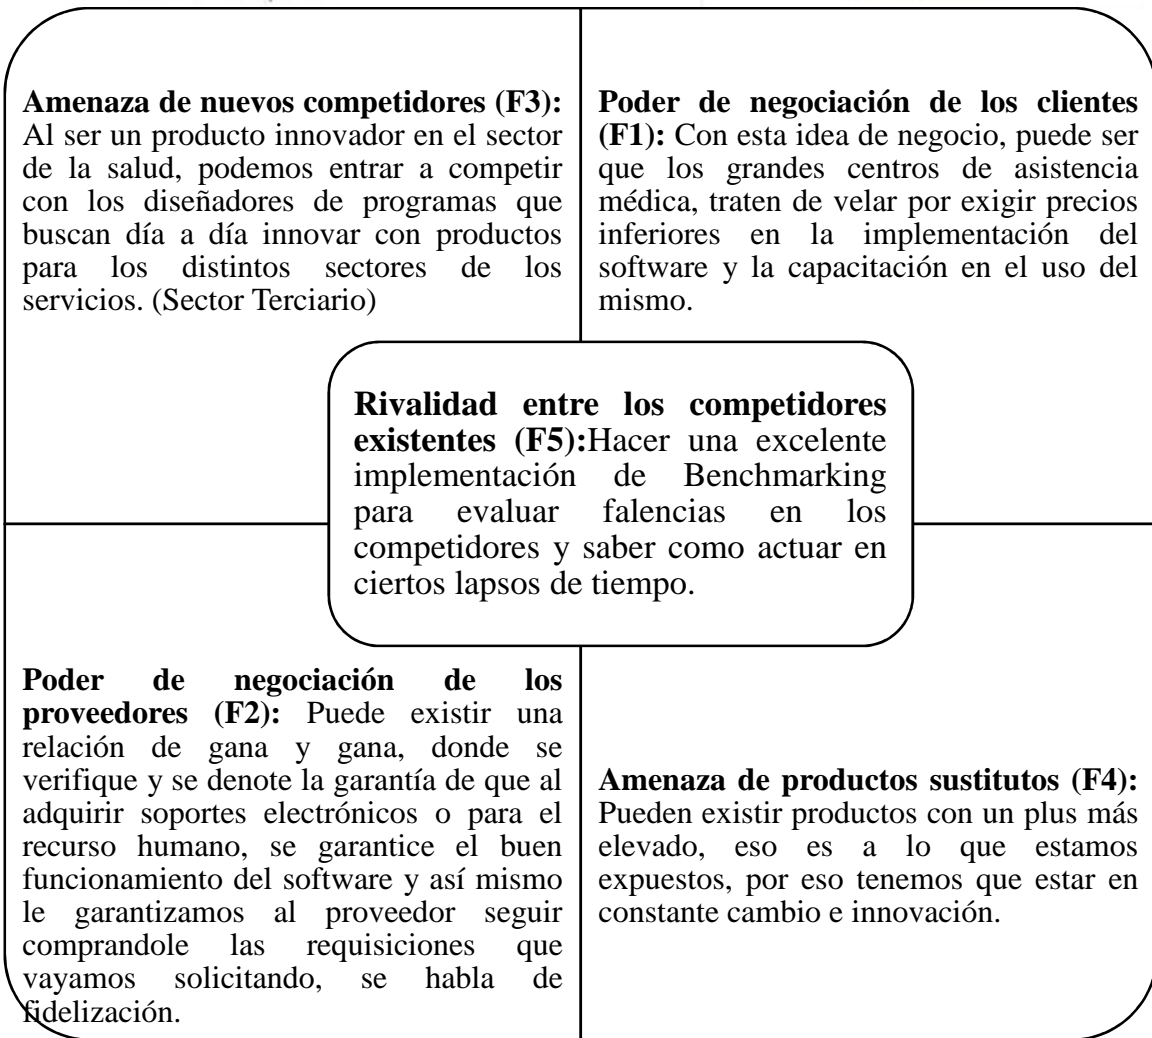 Amenaza de nuevos competidores (F3):
Al ser un producto innovador en el sector
de la salud, podemos entrar a competir
con los diseñadores de programas que
buscan día a día innovar con productos
para los distintos sectores de los
servicios. (Sector Terciario)
Poder de negociación de los clientes
(F1): Con esta idea de negocio, puede ser
que los grandes centros de asistencia
médica, traten de velar por exigir precios
inferiores en la implementación del
software y la capacitación en el uso del
mismo.
Rivalidad entre los competidores
existentes (F5):Hacer una excelente
implementación de Benchmarking
para evaluar falencias en los
competidores y saber como actuar en
ciertos lapsos de tiempo.
Poder de negociación de los
proveedores (F2): Puede existir una
relación de gana y gana, donde se
verifique y se denote la garantía de que al
adquirir soportes electrónicos o para el
recurso humano, se garantice el buen
funcionamiento del software y así mismo
le garantizamos al proveedor seguir
comprandole las requisiciones que
vayamos solicitando, se habla de
fidelización.
Amenaza de productos sustitutos (F4):
Pueden existir productos con un plus más
elevado, eso es a lo que estamos
expuestos, por eso tenemos que estar en
constante cambio e innovación.